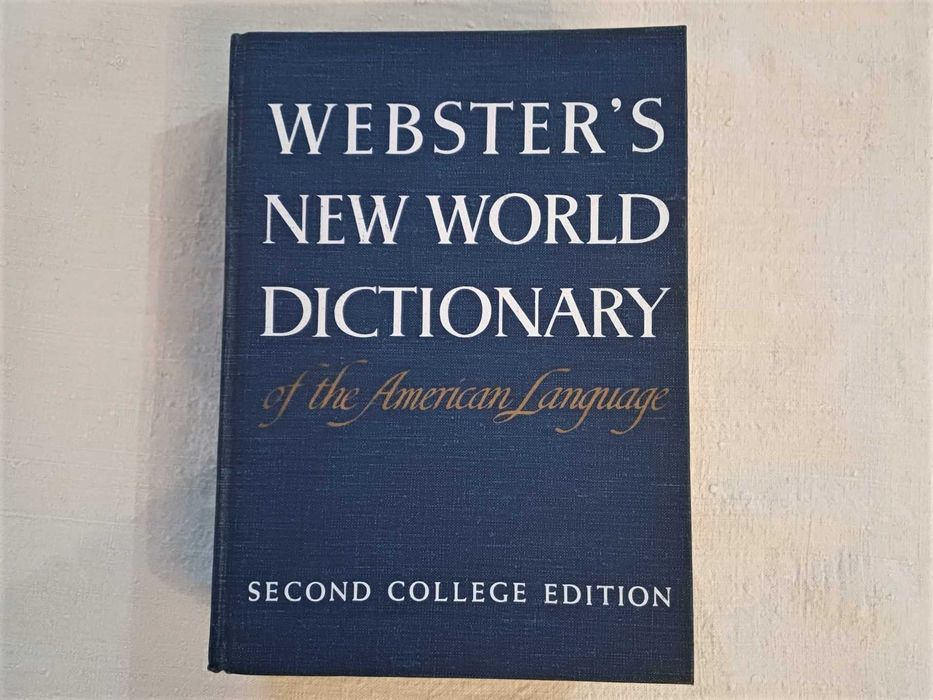 WEBSTER'S
NEW WORLD
DICTIONARY
of the American Language
SECOND COLLEGE EDITION